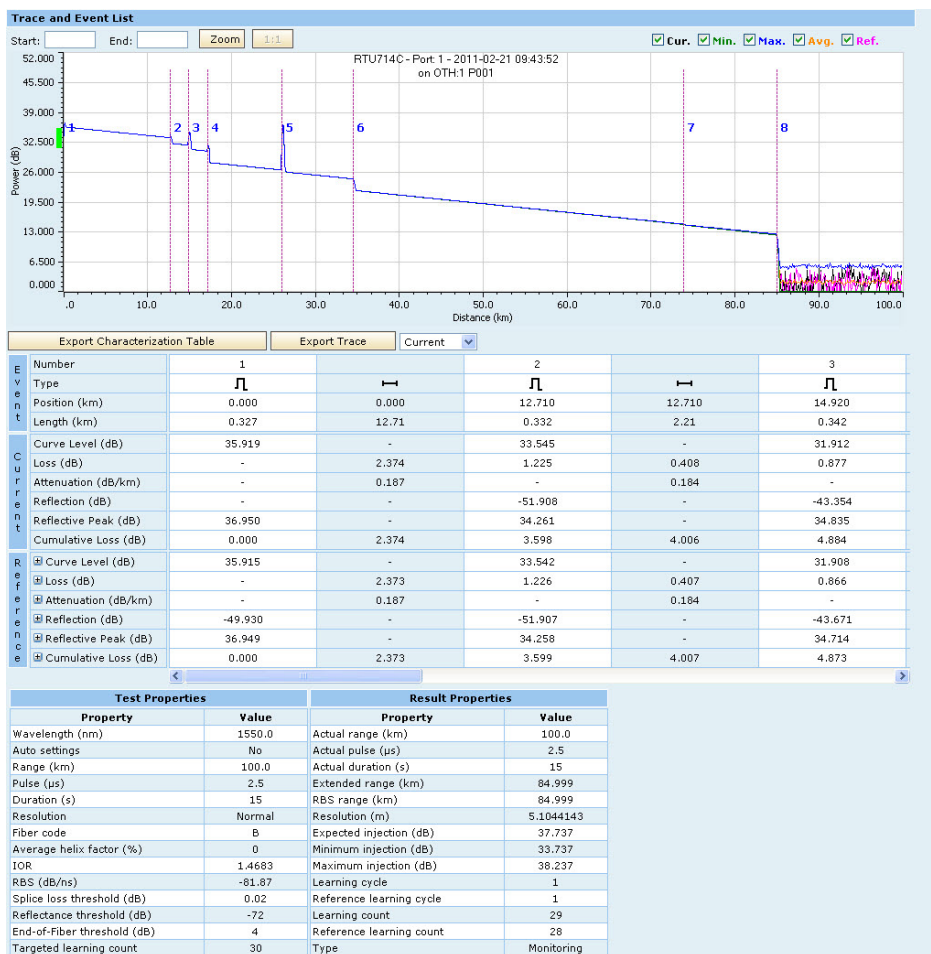 Trace and Event List
Start: End: Zoom 1:1 Cur. Min. Max. Avg. Ref.
RTU714C - Port: 1 - 2011-02-21 09:43:52
on OTH:1 P001
52.000
45.500
39.000
32.500
26.000
19.500
13.000
6.500
0.000
Power (dB)
1 2 3 4 5 6 7 8
.0 10.0 20.0 30.0 40.0 50.0 60.0 70.0 80.0 90.0 100.0
Distance (km)
Export Characterization Table Export Trace Current
Event
Number 1 2 3
Type
Position (km) 0.000 0.000 12.710 12.710 14.920
Length (km) 0.327 12.71 0.332 2.21 0.342
Current
Curve Level (dB) 35.919 - 33.545 - 31.912
Loss (dB) - 2.374 1.225 0.408 0.877
Attenuation (dB/km) - 0.187 - 0.184 -
Reflection (dB) - - -51.908 - -43.354
Reflective Peak (dB) 36.950 - 34.261 - 34.835
Cumulative Loss (dB) 0.000 2.374 3.598 4.006 4.884
Reference
Curve Level (dB) 35.915 - 33.542 - 31.908
Loss (dB) - 2.373 1.226 0.407 0.866
Attenuation (dB/km) - 0.187 - 0.184 -
Reflection (dB) -49.930 - -51.907 - -43.671
Reflective Peak (dB) 36.949 - 34.258 - 34.714
Cumulative Loss (dB) 0.000 2.373 3.599 4.007 4.873
Test Properties
Property Value
Wavelength (nm) 1550.0
Auto settings No
Range (km) 100.0
Pulse (µs) 2.5
Duration (s) 15
Resolution Normal
Fiber code B
Average helix factor (%) 0
IOR 1.4683
RBS (dB/ns) -81.87
Splice loss threshold (dB) 0.02
Reflectance threshold (dB) -72
End-of-Fiber threshold (dB) 4
Targeted learning count 30
Result Properties
Property Value
Actual range (km) 100.0
Actual pulse (µs) 2.5
Actual duration (s) 15
Extended range (km) 84.999
RBS range (km) 84.999
Resolution (m) 5.1044143
Expected injection (dB) 37.737
Minimum injection (dB) 33.737
Maximum injection (dB) 38.237
Learning cycle 1
Reference learning cycle 1
Learning count 29
Reference learning count 28
Type Monitoring